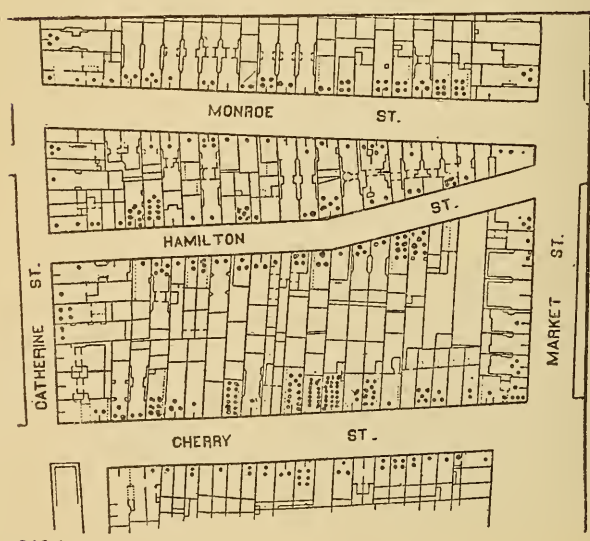 MONROE ST.
HAMILTON ST.
CATHERINE ST.
MARKET ST.
CHERRY ST.